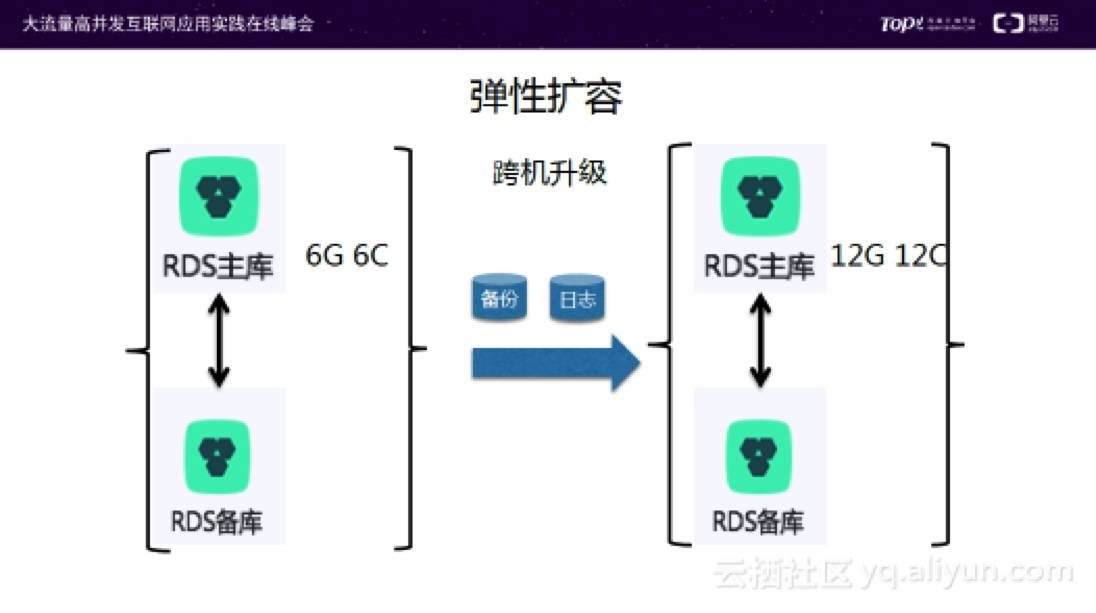 大流量高并发互联网应用实践在线峰会
TOP!
阿里云
弹性扩容
跨机升级
RDS主库
6G 6C
备份
日志
RDS主库
12G 12C
RDS备库
RDS备库
云栖社区 yq.aliyun.com